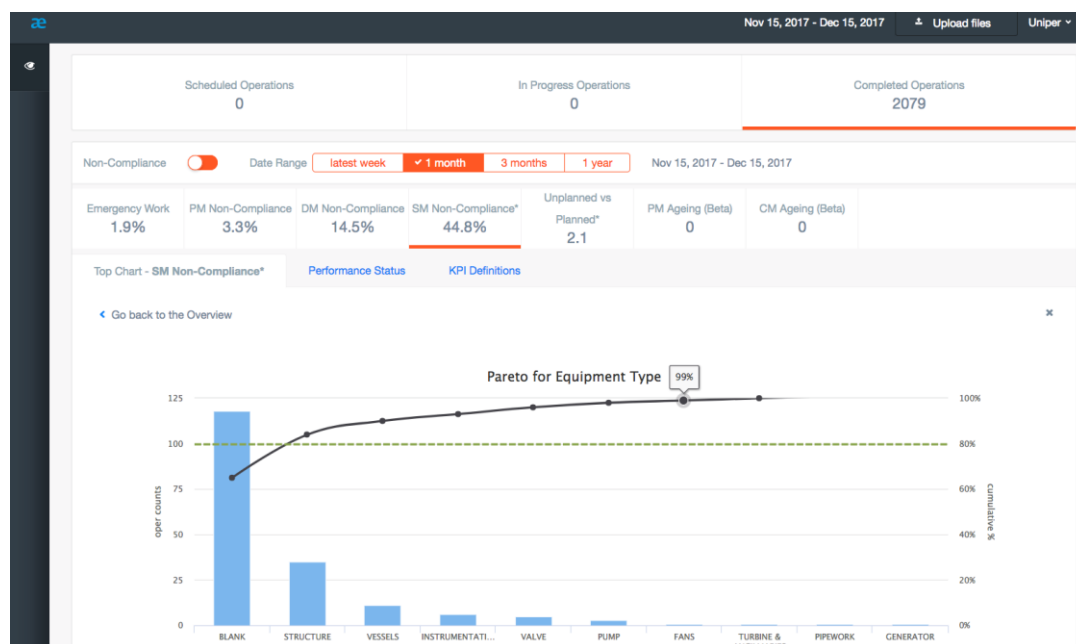 æ
Nov 15, 2017 - Dec 15, 2017
Upload files
Uniper
Scheduled Operations
0
In Progress Operations
0
Completed Operations
2079
Non-Compliance
Date Range
latest week
1 month
3 months
1 year
Nov 15, 2017 - Dec 15, 2017
Emergency Work
1.9%
PM Non-Compliance
3.3%
DM Non-Compliance
14.5%
SM Non-Compliance*
44.8%
Unplanned vs
Planned*
2.1
PM Ageing (Beta)
0
CM Ageing (Beta)
0
Top Chart - SM Non-Compliance*
Performance Status
KPI Definitions
Go back to the Overview
Pareto for Equipment Type
99%
125
100
75
50
25
0
oper counts
100%
80%
60%
40%
20%
0%
cumulative %
BLANK
STRUCTURE
VESSELS
INSTRUMENTATI...
VALVE
PUMP
FANS
TURBINE &
PIPEWORK
GENERATOR